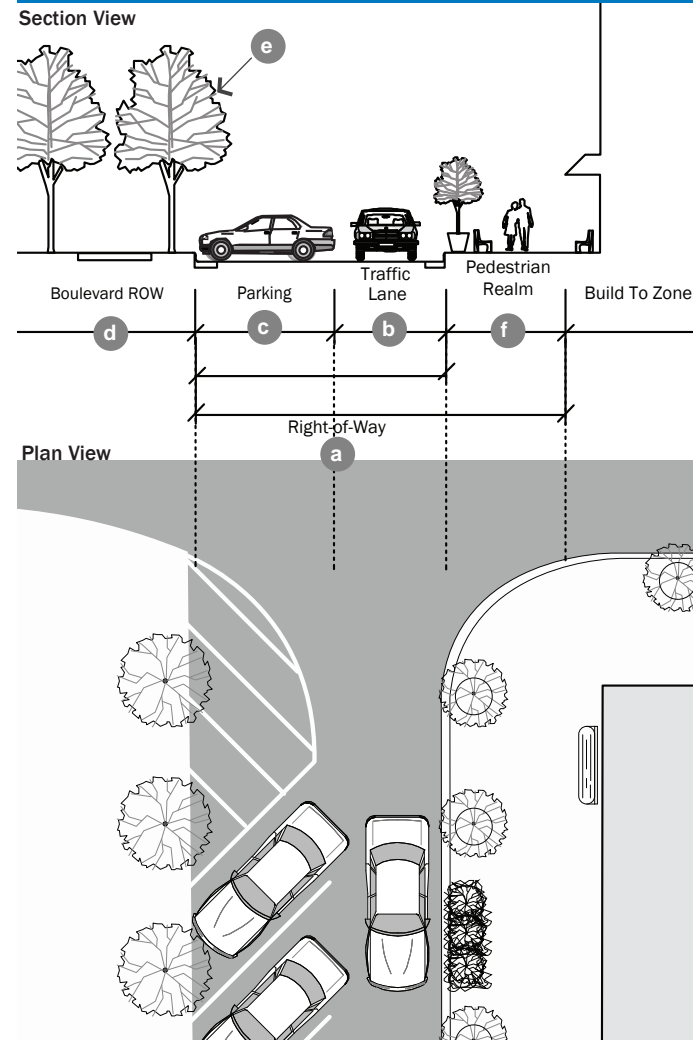 Section View
e
Traffic
Lane
Pedestrian
Realm
Boulevard ROW
Parking
Build To Zone
d
c
b
f
Right-of-Way
a
Plan View